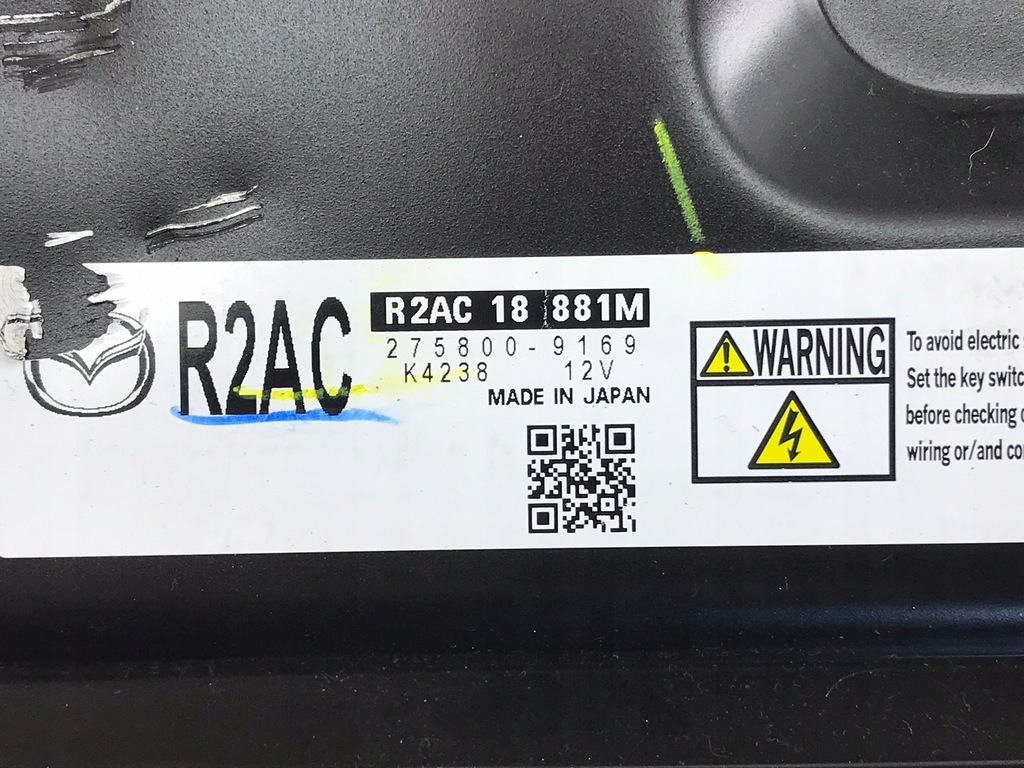 R2AC
R2AC 18 881M
275800-9169
K4238 12V
MADE IN JAPAN
WARNING
To avoid electric
Set the key switc
before checking
wiring or/and co